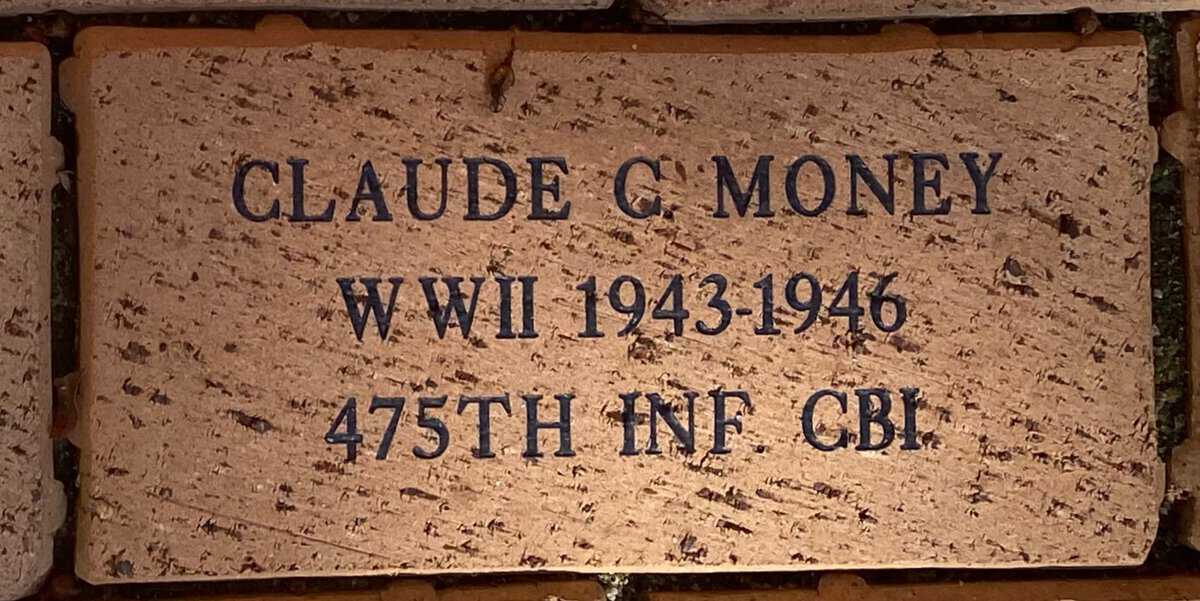 CLAUDE C MONEY
WWII 1943-1946
475TH INF CBI